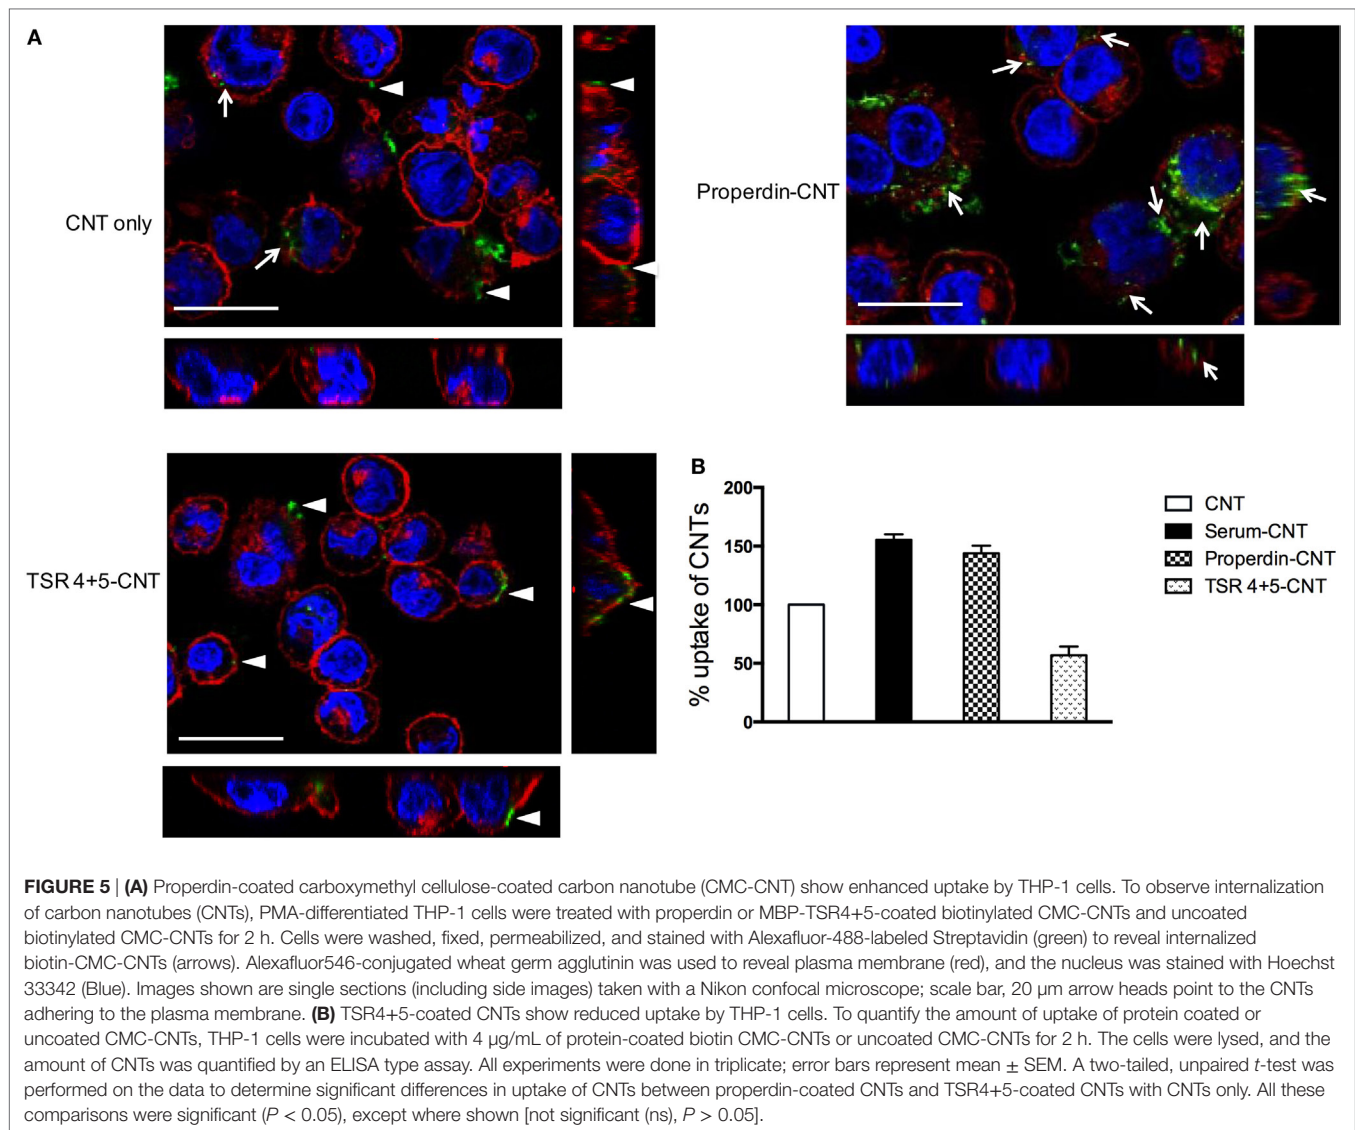 A
CNT only
Properdin-CNT
TSR 4+5-CNT
B
% uptake of CNTs
200
150
100
50
0
CNT
Serum-CNT
Properdin-CNT
TSR 4+5-CNT
FIGURE 5 | (A) Properdin-coated carboxymethyl cellulose-coated carbon nanotube (CMC-CNT) show enhanced uptake by THP-1 cells. To observe internalization
of carbon nanotubes (CNTs), PMA-differentiated THP-1 cells were treated with properdin or MBP-TSR4+5-coated biotinylated CMC-CNTs and uncoated
biotinylated CMC-CNTs for 2 h. Cells were washed, fixed, permeabilized, and stained with Alexafluor-488-labeled Streptavidin (green) to reveal internalized
biotin-CMC-CNTs (arrows). Alexafluor546-conjugated wheat germ agglutinin was used to reveal plasma membrane (red), and the nucleus was stained with Hoechst
33342 (Blue). Images shown are single sections (including side images) taken with a Nikon confocal microscope; scale bar, 20 µm arrow heads point to the CNTs
adhering to the plasma membrane. (B) TSR4+5-coated CNTs show reduced uptake by THP-1 cells. To quantify the amount of uptake of protein coated or
uncoated CMC-CNTs, THP-1 cells were incubated with 4 µg/mL of protein-coated biotin CMC-CNTs or uncoated CMC-CNTs for 2 h. The cells were lysed, and the
amount of CNTs was quantified by an ELISA type assay. All experiments were done in triplicate; error bars represent mean ± SEM. A two-tailed, unpaired t-test was
performed on the data to determine significant differences in uptake of CNTs between properdin-coated CNTs and TSR4+5-coated CNTs with CNTs only. All these
comparisons were significant (P < 0.05), except where shown [not significant (ns), P > 0.05].